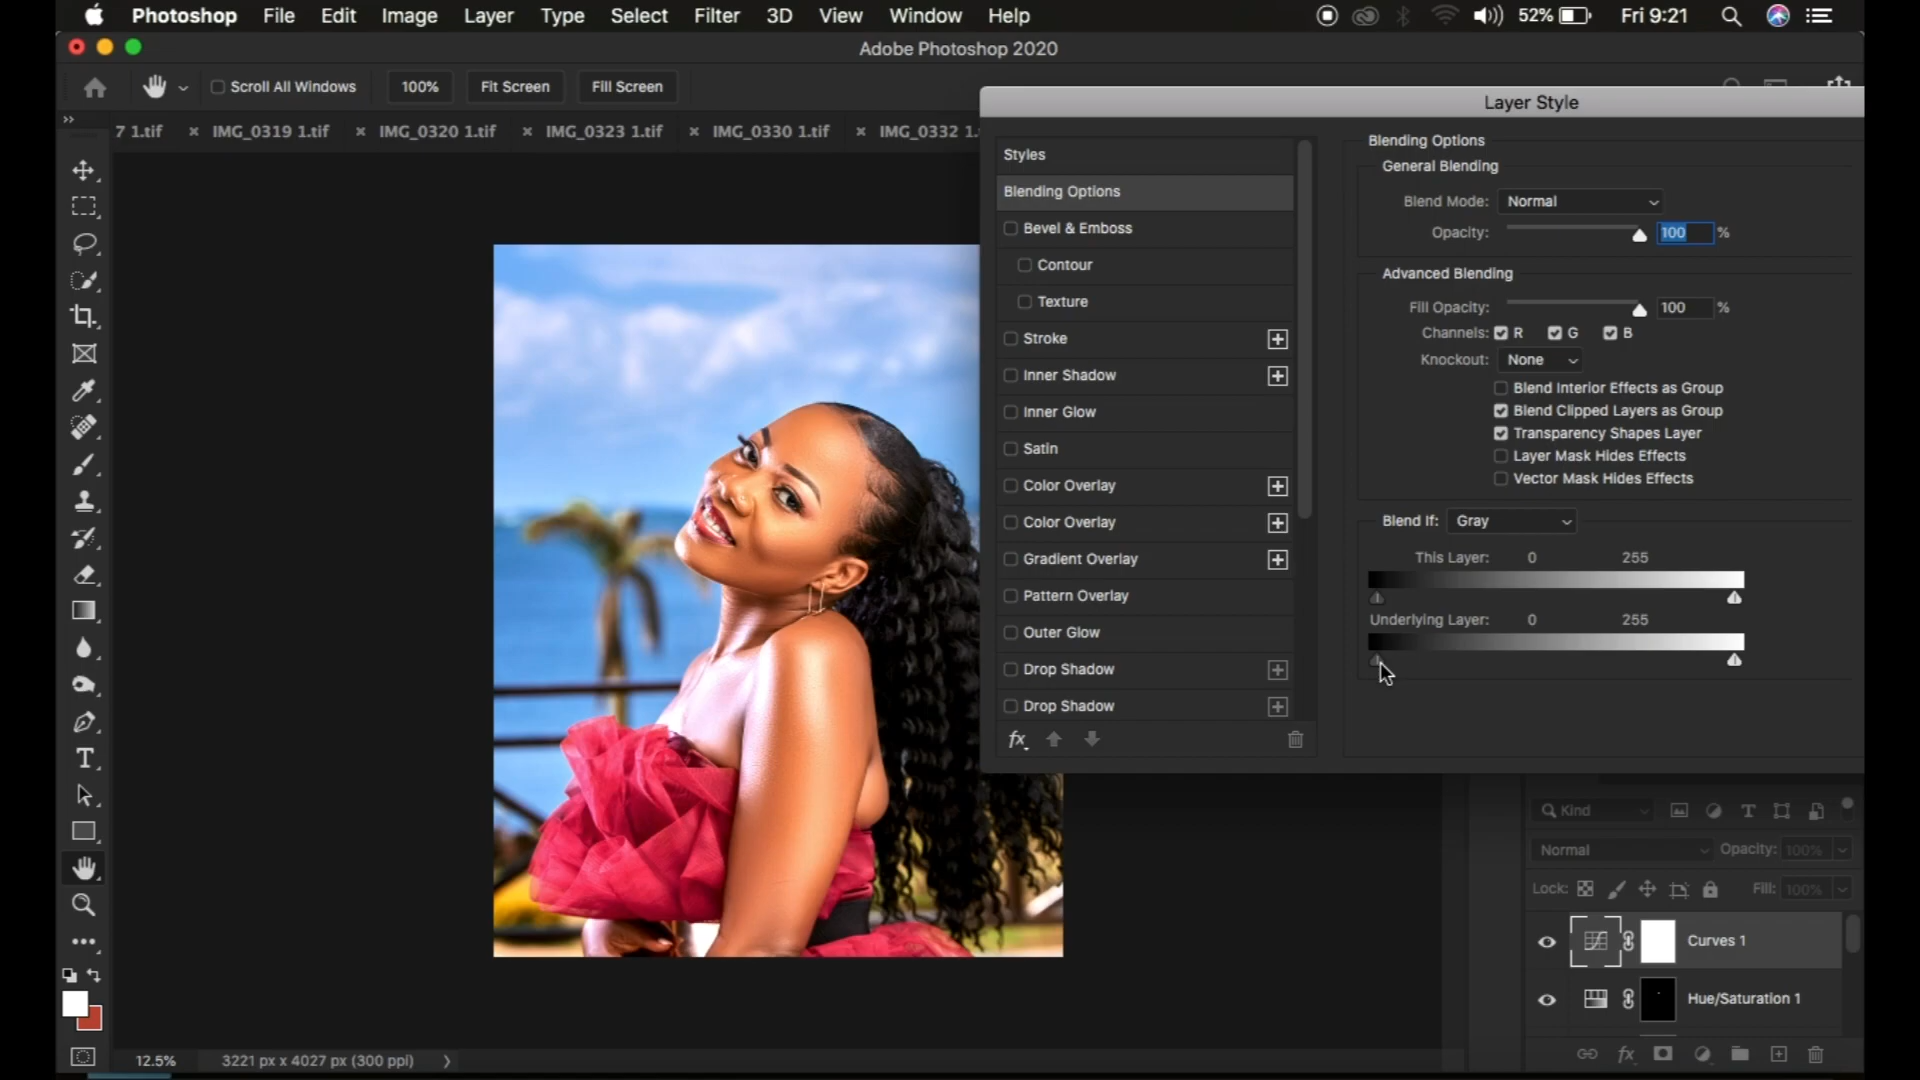 Photoshop File Edit Image Layer Type Select Filter 3D View Window Help 52% Fri 9:21
Adobe Photoshop 2020
Scroll All Windows 100% Fit Screen Fill Screen
Layer Style
7 1.tif × IMG_0319 1.tif × IMG_0320 1.tif × IMG_0323 1.tif × IMG_0330 1.tif × IMG_0332 1.
Styles
Blending Options
Bevel & Emboss
Contour
Texture
Stroke
Inner Shadow
Inner Glow
Satin
Color Overlay
Color Overlay
Gradient Overlay
Pattern Overlay
Outer Glow
Drop Shadow
Drop Shadow
fx
Blending Options
General Blending
Blend Mode: Normal
Opacity: 100 %
Advanced Blending
Fill Opacity: 100 %
Channels: R G B
Knockout: None
Blend Interior Effects as Group
Blend Clipped Layers as Group
Transparency Shapes Layer
Layer Mask Hides Effects
Vector Mask Hides Effects
Blend If: Gray
This Layer: 0 255
Underlying Layer: 0 255
Kind
Normal Opacity: 100%
Lock: Fill: 100%
Curves 1
Hue/Saturation 1
fx
12.5% 3221 px x 4027 px (300 ppi)